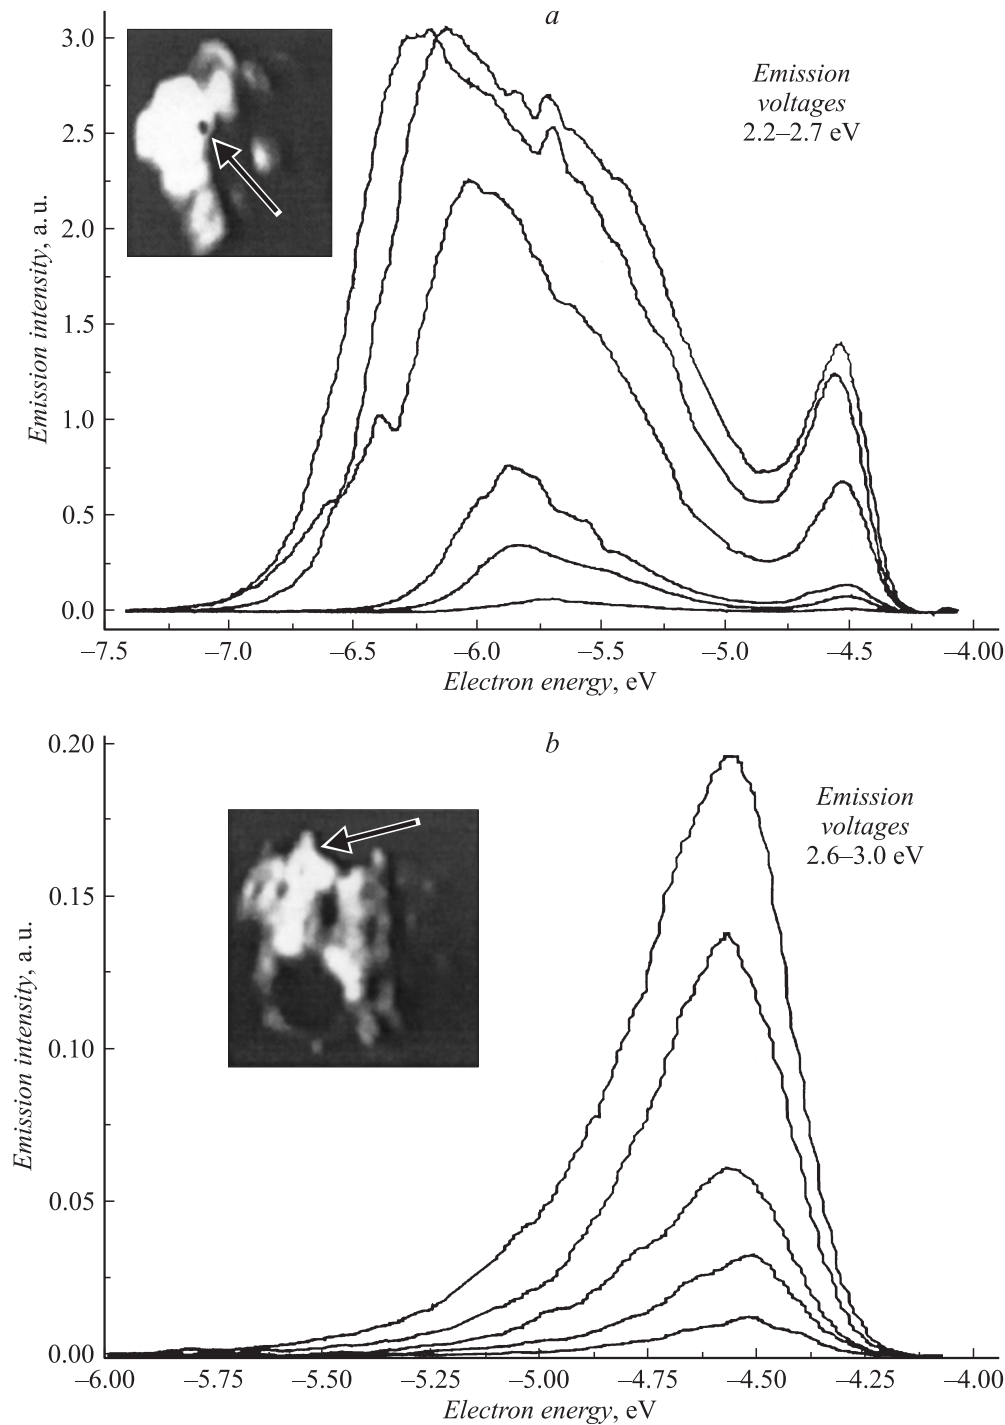 a
Emission
voltages
2.2–2.7 eV
Emission intensity, a. u.
3.0
2.5
2.0
1.5
1.0
0.5
0.0
–7.5 –7.0 –6.5 –6.0 –5.5 –5.0 –4.5 –4.00
Electron energy, eV
b
Emission
voltages
2.6–3.0 eV
Emission intensity, a. u.
0.20
0.15
0.10
0.05
0.00
–6.00 –5.75 –5.50 –5.25 –5.00 –4.75 –4.50 –4.25 –4.00
Electron energy, eV